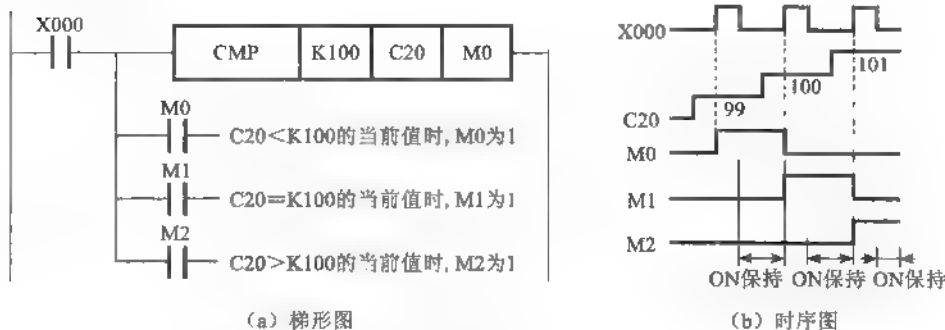 X000
CMP K100 C20 M0
M0
C20<K100的当前值时,M0为1
M1
C20=K100的当前值时,M1为1
M2
C20>K100的当前值时,M2为1
(a) 梯形图
X000
101
100
99
C20
M0
M1
M2
ON保持 ON保持 ON保持
(b) 时序图